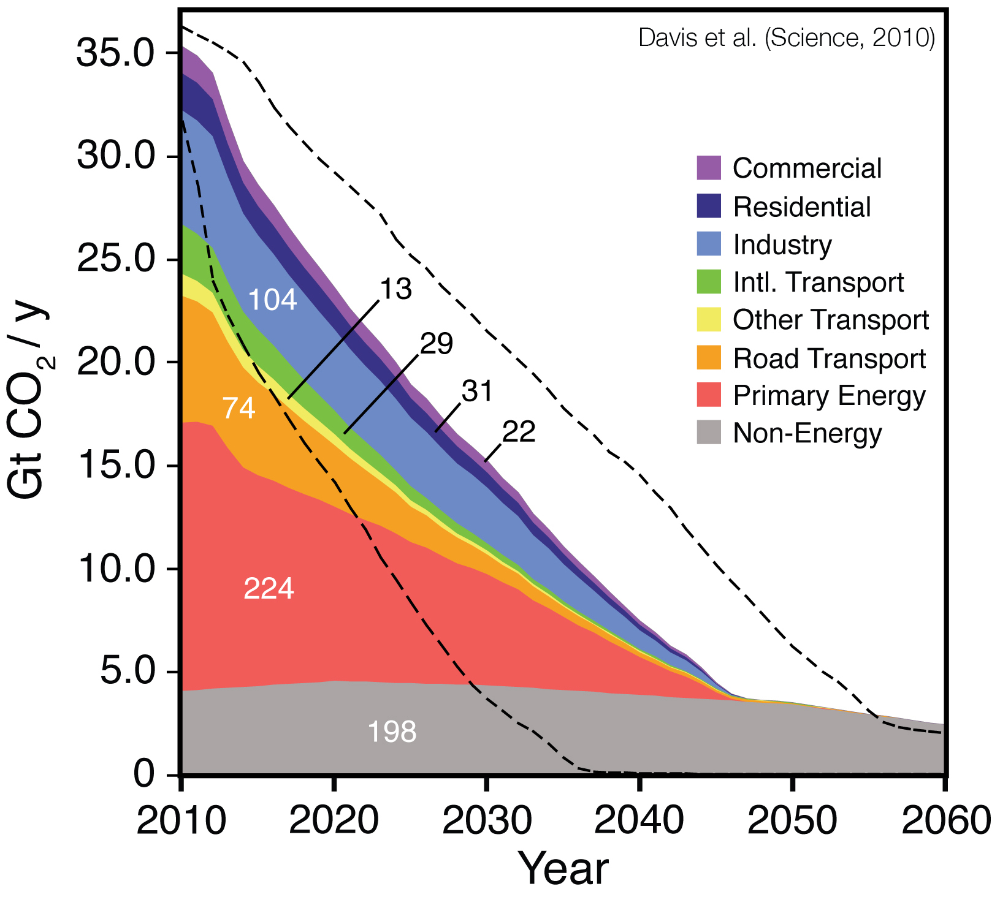 Davis et al. (Science, 2010)
35.0
30.0
25.0
20.0
15.0
10.0
5.0
0
Gt CO2 / y
Commercial
Residential
Industry
Intl. Transport
Other Transport
Road Transport
Primary Energy
Non-Energy
104
13
29
31
22
74
224
198
2010 2020 2030 2040 2050 2060
Year